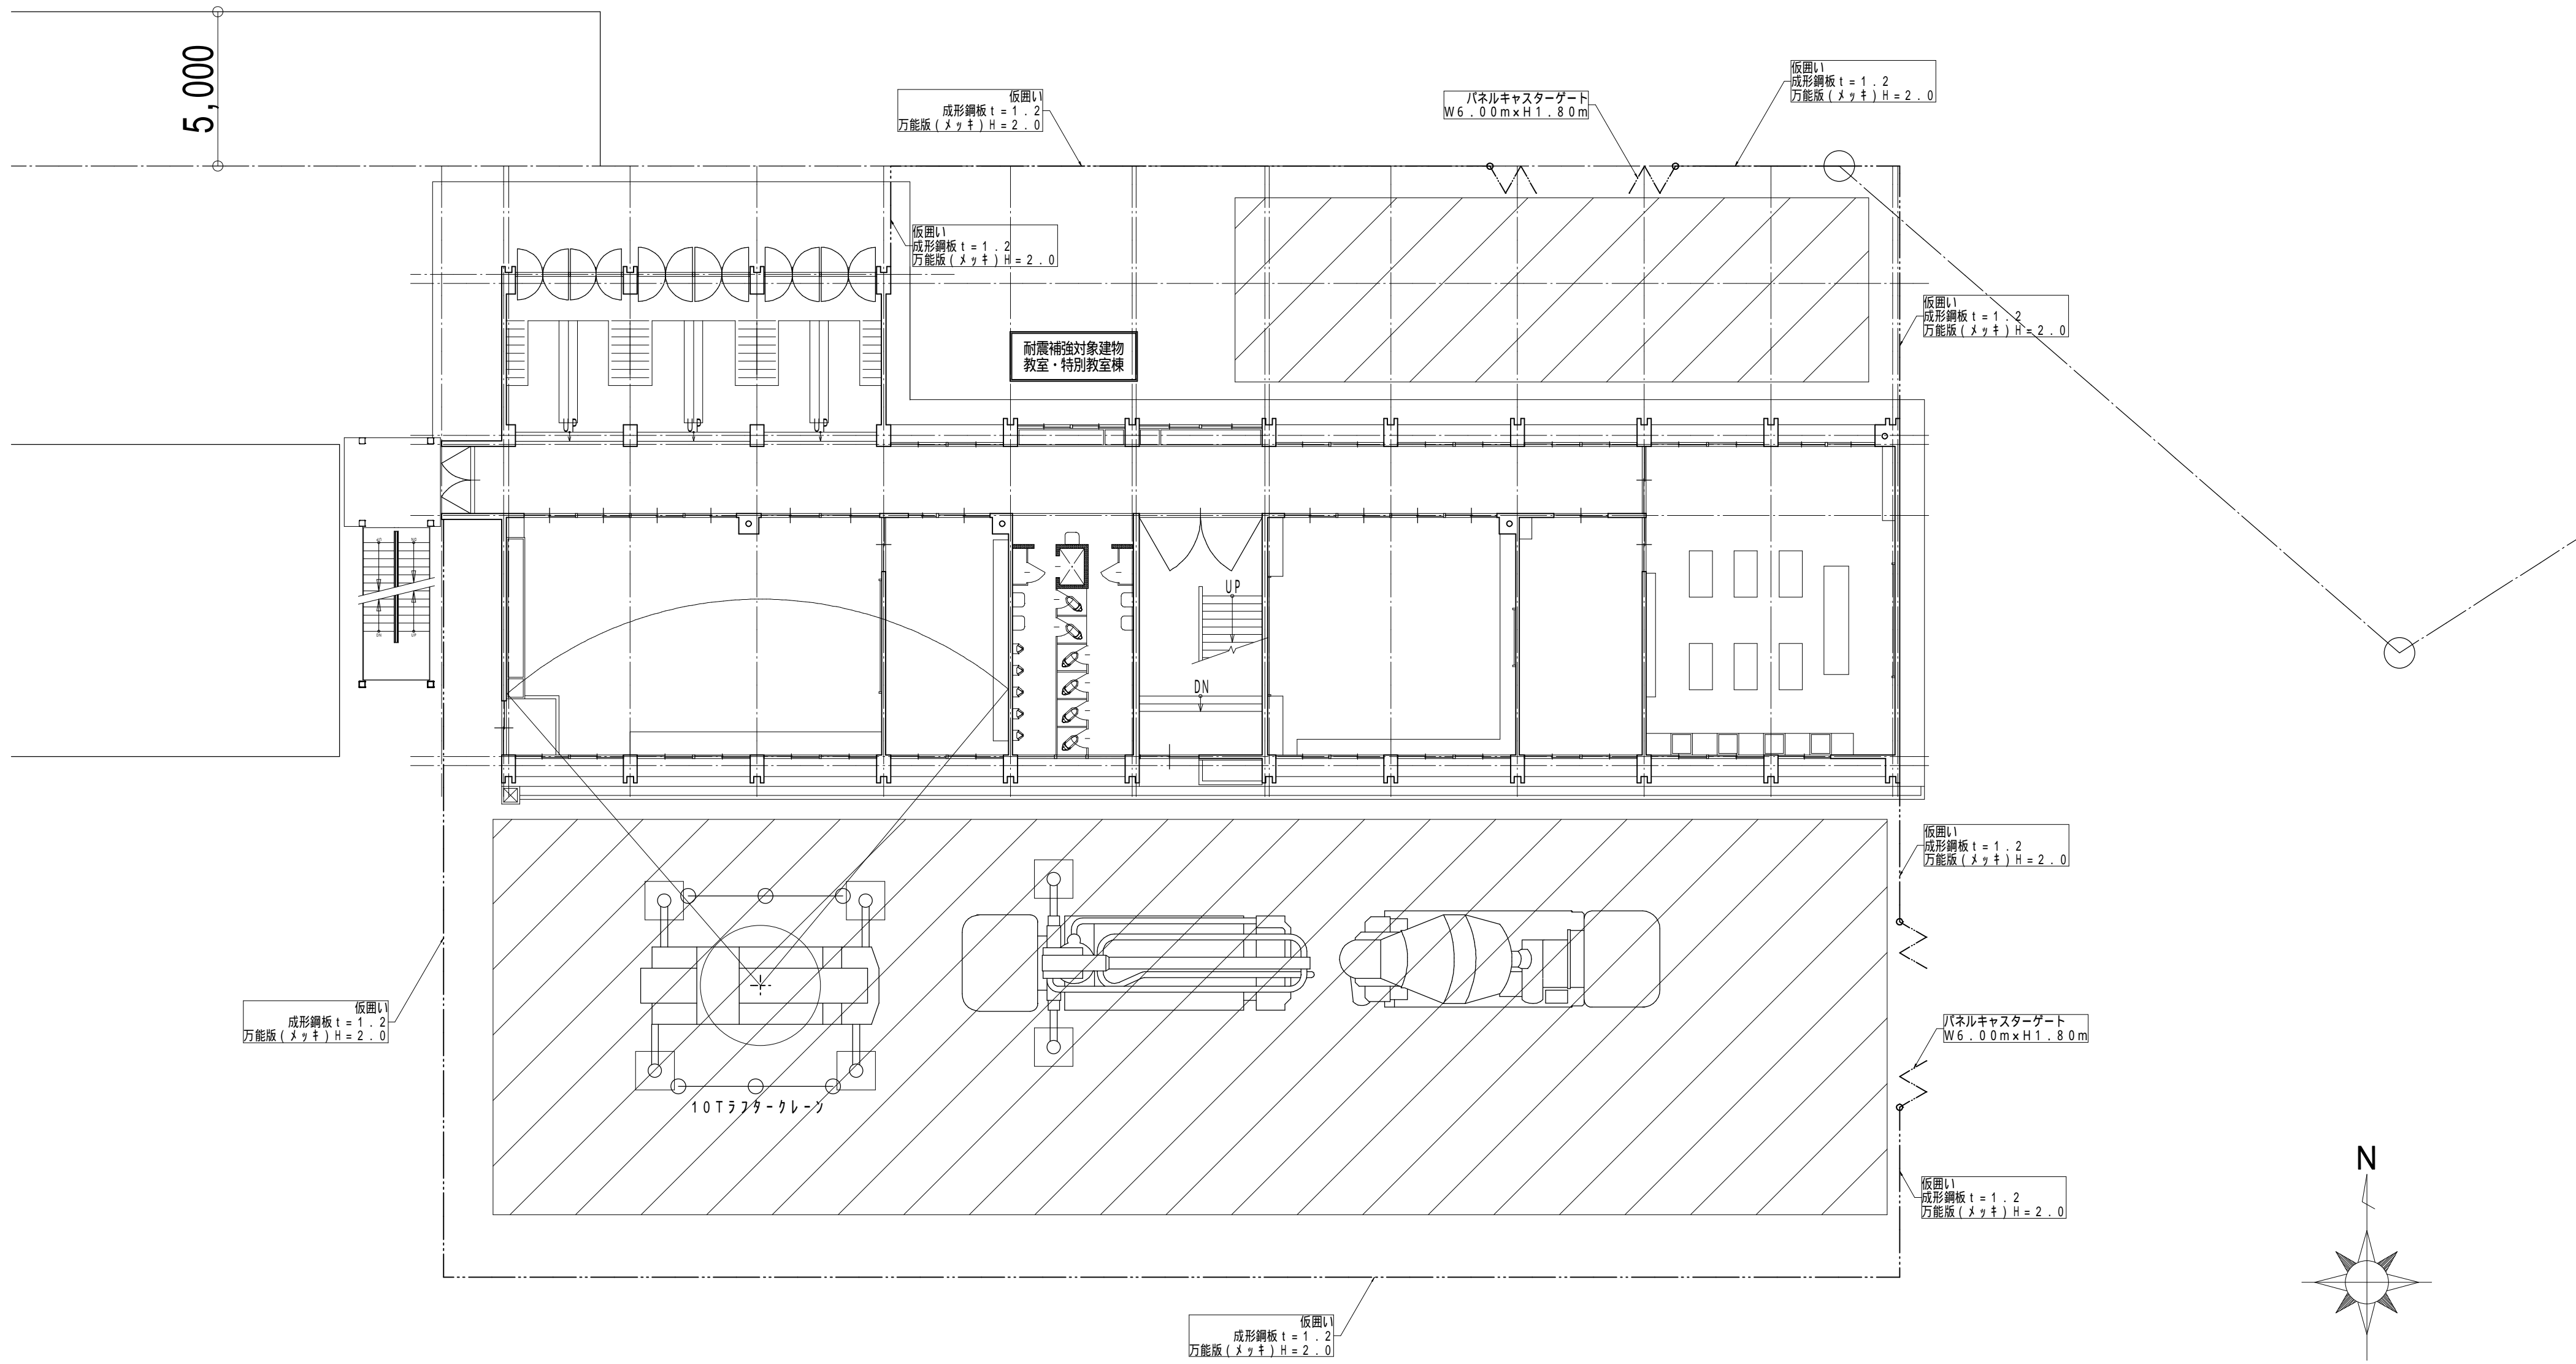 5,000
仮囲い
成形鋼板ｔ＝１．２
万能版(メッキ)Ｈ＝２．０
パネルキャスターゲート
Ｗ６．００ｍ×Ｈ１．８０ｍ
仮囲い
成形鋼板ｔ＝１．２
万能版(メッキ)Ｈ＝２．０
仮囲い
成形鋼板ｔ＝１．２
万能版(メッキ)Ｈ＝２．０
仮囲い
成形鋼板ｔ＝１．２
万能版(メッキ)Ｈ＝２．０
耐震補強対象建物
教室・特別教室棟
UP
UP
UP
UP
DN
仮囲い
成形鋼板ｔ＝１．２
万能版(メッキ)Ｈ＝２．０
仮囲い
成形鋼板ｔ＝１．２
万能版(メッキ)Ｈ＝２．０
パネルキャスターゲート
Ｗ６．００ｍ×Ｈ１．８０ｍ
１０Ｔラフタークレーン
仮囲い
成形鋼板ｔ＝１．２
万能版(メッキ)Ｈ＝２．０
N
仮囲い
成形鋼板ｔ＝１．２
万能版(メッキ)Ｈ＝２．０